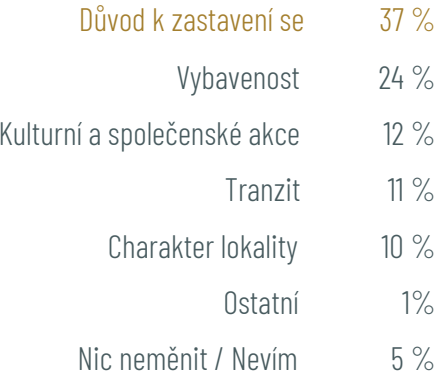 Důvod k zastavení se 37 %
Vybavenost 24 %
Kulturní a společenské akce 12 %
Tranzit 11 %
Charakter lokality 10 %
Ostatní 1%
Nic neměnit / Nevím 5 %